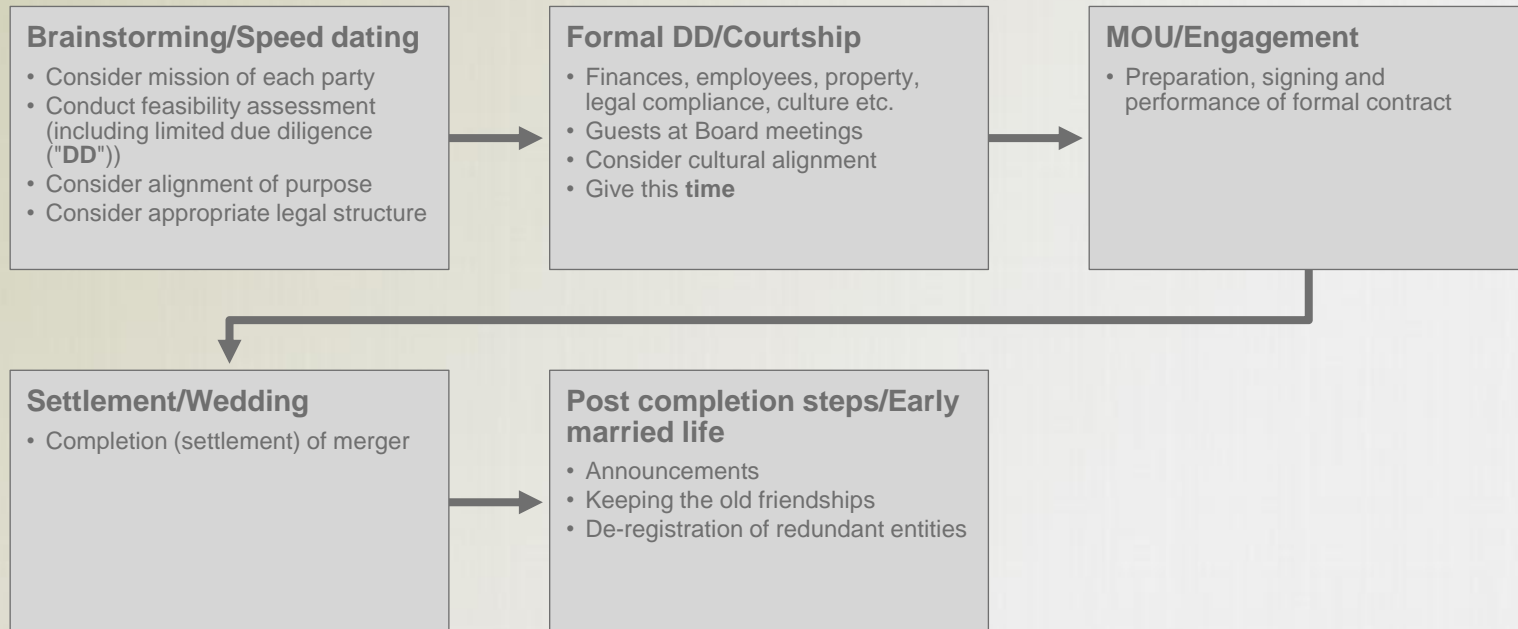 Brainstorming/Speed dating
• Consider mission of each party
• Conduct feasibility assessment
(including limited due diligence
("DD"))
• Consider alignment of purpose
• Consider appropriate legal structure
Formal DD/Courtship
• Finances, employees, property,
legal compliance, culture etc.
• Guests at Board meetings
• Consider cultural alignment
• Give this time
MOU/Engagement
• Preparation, signing and
performance of formal contract
Settlement/Wedding
• Completion (settlement) of merger
Post completion steps/Early
married life
• Announcements
• Keeping the old friendships
• De-registration of redundant entities